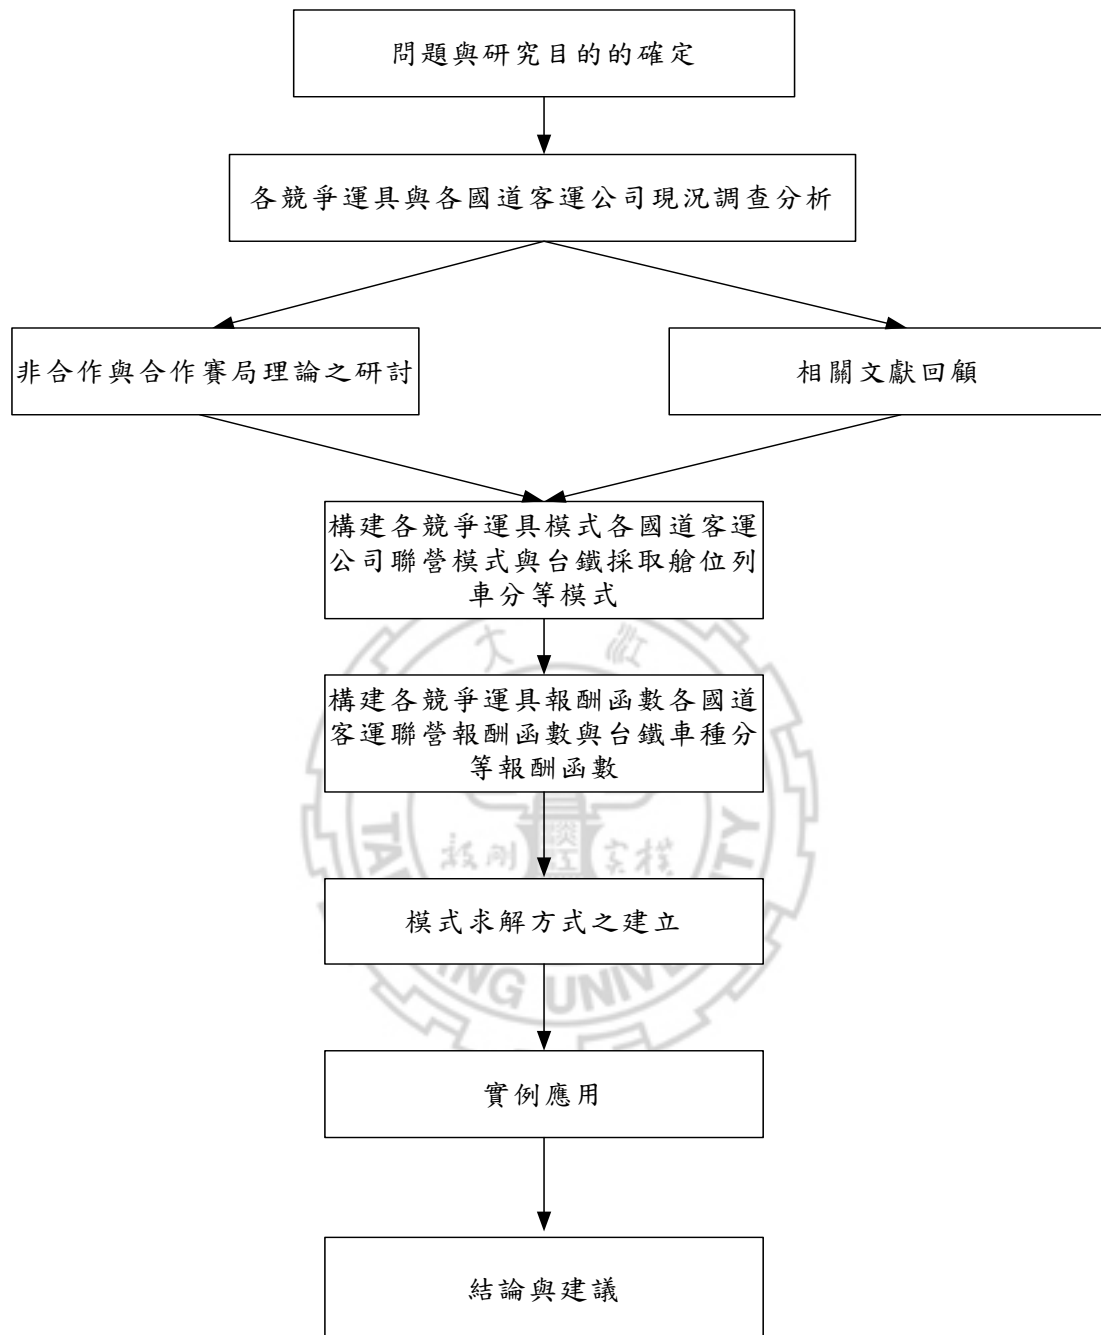 問題與研究目的的確定
各競爭運具與各國道客運公司現況調查分析
非合作與合作賽局理論之研討
相關文獻回顧
構建各競爭運具模式各國道客運
公司聯營模式與台鐵採取艙位列
車分等模式
構建各競爭運具報酬函數各國道
客運聯營報酬函數與台鐵車種分
等報酬函數
模式求解方式之建立
實例應用
結論與建議